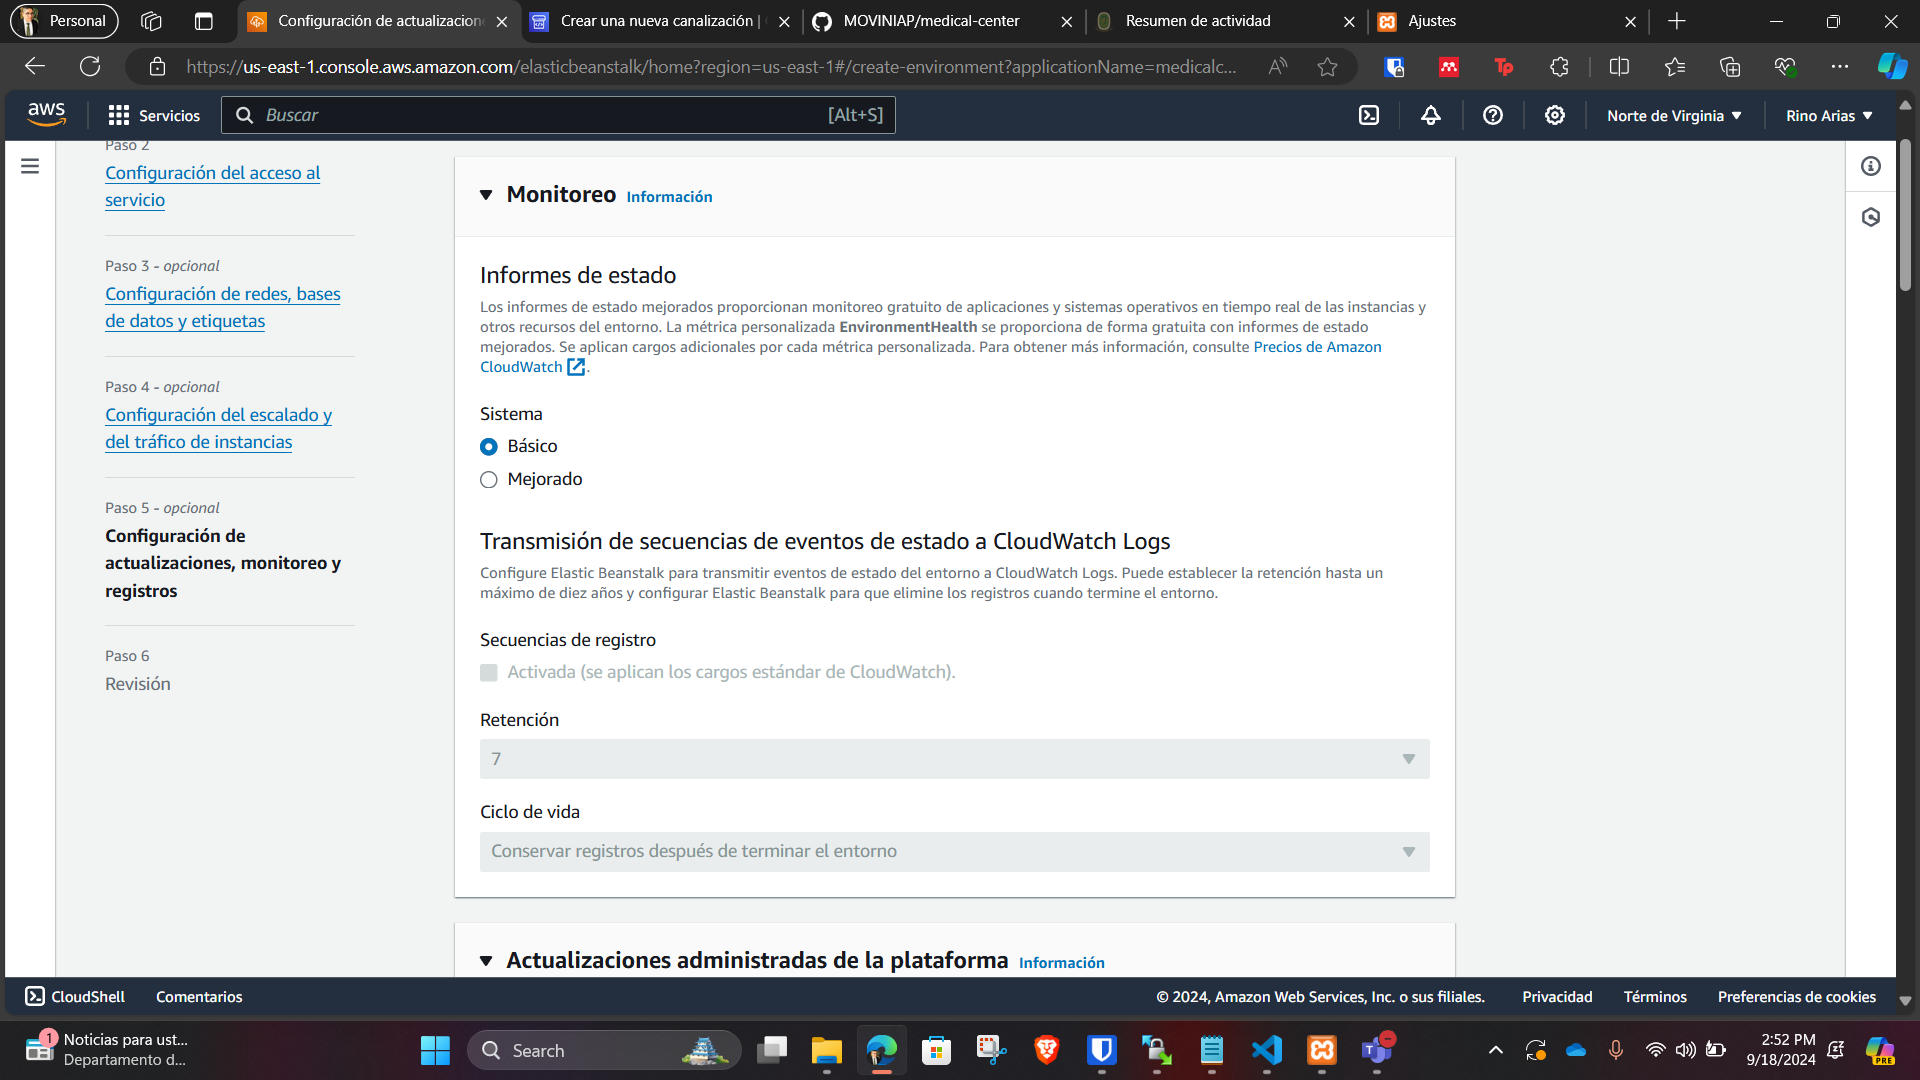 Personal
Configuración de actualizacion
Crear una nueva canalización |
MOVINIAP/medical-center
Resumen de actividad
Ajustes
https://us-east-1.console.aws.amazon.com/elasticbeanstalk/home?region=us-east-1#/create-environment?applicationName=medicalc...
aws
Servicios
Buscar
[Alt+S]
Norte de Virginia
Rino Arias
Paso 2
Configuración del acceso al
servicio
Paso 3 - opcional
Configuración de redes, bases
de datos y etiquetas
Paso 4 - opcional
Configuración del escalado y
del tráfico de instancias
Paso 5 - opcional
Configuración de
actualizaciones, monitoreo y
registros
Paso 6
Revisión
Monitoreo Información
Informes de estado
Los informes de estado mejorados proporcionan monitoreo gratuito de aplicaciones y sistemas operativos en tiempo real de las instancias y
otros recursos del entorno. La métrica personalizada EnvironmentHealth se proporciona de forma gratuita con informes de estado
mejorados. Se aplican cargos adicionales por cada métrica personalizada. Para obtener más información, consulte Precios de Amazon
CloudWatch.
Sistema
Básico
Mejorado
Transmisión de secuencias de eventos de estado a CloudWatch Logs
Configure Elastic Beanstalk para transmitir eventos de estado del entorno a CloudWatch Logs. Puede establecer la retención hasta un
máximo de diez años y configurar Elastic Beanstalk para que elimine los registros cuando termine el entorno.
Secuencias de registro
Activada (se aplican los cargos estándar de CloudWatch).
Retención
7
Ciclo de vida
Conservar registros después de terminar el entorno
Actualizaciones administradas de la plataforma Información
CloudShell
Comentarios
© 2024, Amazon Web Services, Inc. o sus filiales.
Privacidad
Términos
Preferencias de cookies
1
Noticias para ust...
Departamento d...
Search
2:52 PM
9/18/2024
PRE